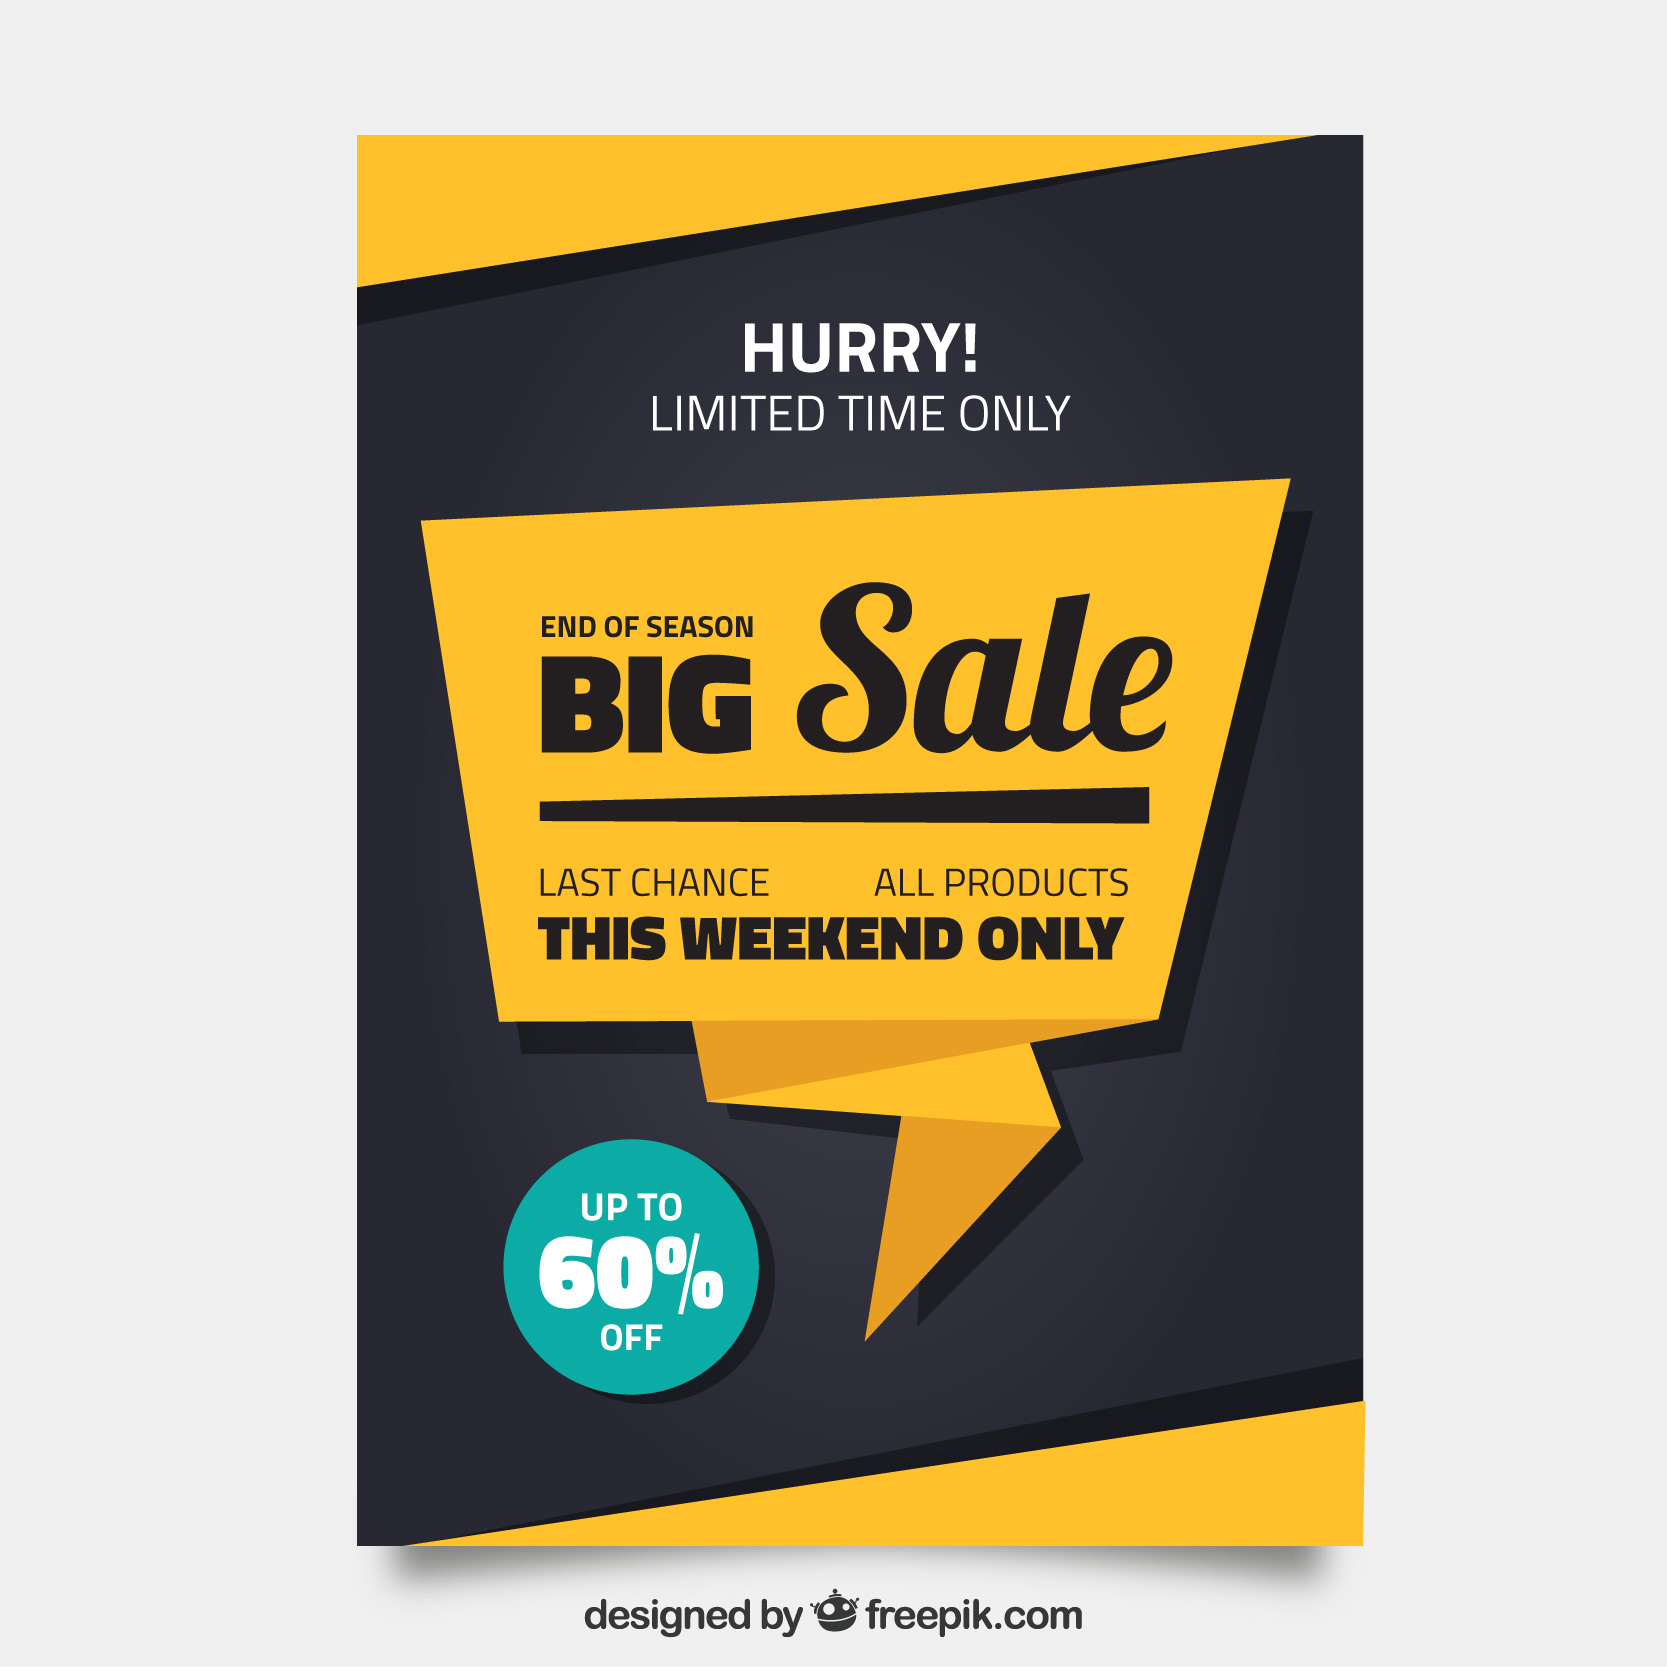 HURRY!
LIMITED TIME ONLY
END OF SEASON
BIG Sale
LAST CHANCE ALL PRODUCTS
THIS WEEKEND ONLY
UP TO
60%
OFF
designed by freepik.com